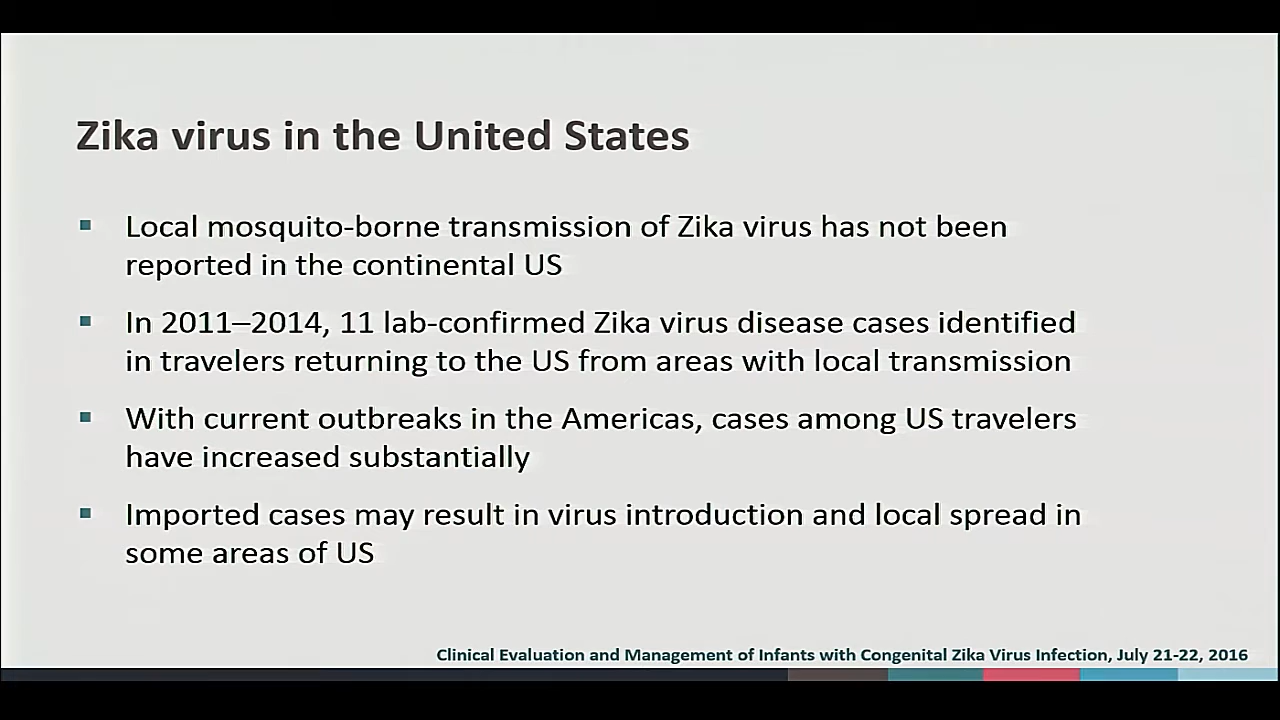 Zika virus in the United States
Local mosquito-borne transmission of Zika virus has not been
reported in the continental US
In 2011–2014, 11 lab-confirmed Zika virus disease cases identified
in travelers returning to the US from areas with local transmission
With current outbreaks in the Americas, cases among US travelers
have increased substantially
Imported cases may result in virus introduction and local spread in
some areas of US
Clinical Evaluation and Management of Infants with Congenital Zika Virus Infection, July 21-22, 2016